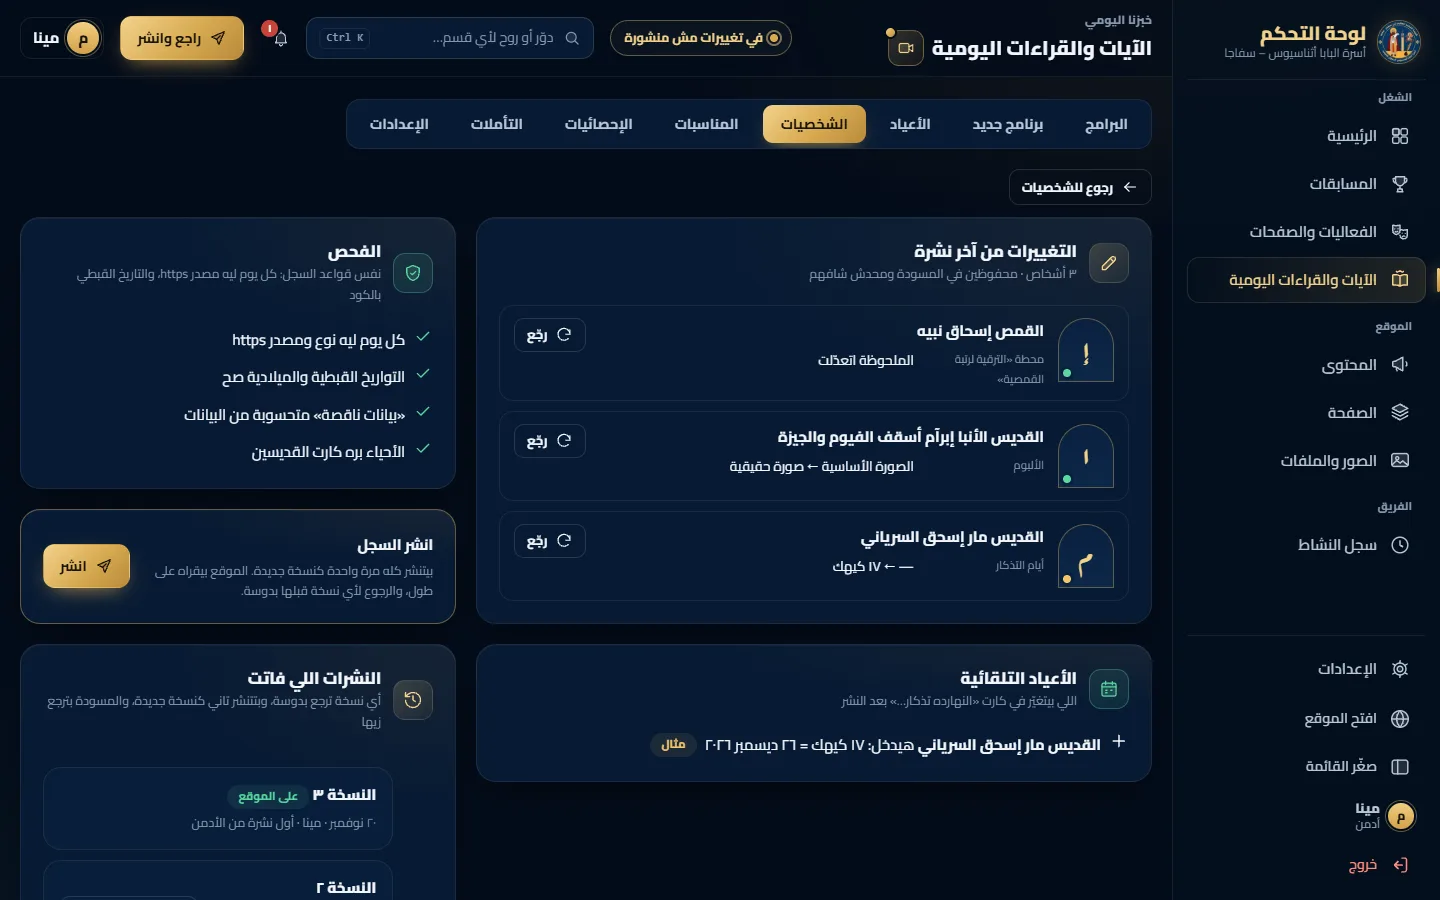 لوحة التحكم
أسرة البابا أثناسيوس – سفاجا
الشغل
الرئيسية
المسابقات
الفعاليات والصفحات
الآيات والقراءات اليومية
الموقع
المحتوى
الصفحة
الصور والملفات
الفريق
سجل النشاط
الإعدادات
افتح الموقع
صغّر القائمة
م
مينا
أدمن
خروج
خبزنا اليومي
الآيات والقراءات اليومية
في تغييرات مش منشورة
دوّر أو روح لأي قسم...
Ctrl K
١
راجع وانشر
م
مينا
البرامج
برنامج جديد
الأعياد
الشخصيات
المناسبات
الإحصائيات
التأملات
الإعدادات
رجوع للشخصيات
التغييرات من آخر نشرة
٣ أشخاص · محفوظين في المسودة ومحدش شافهم
إ
القمص إسحاق نبيه
محطة «الترقية لرتبة القمصية»
الملحوظة اتعدّلت
رجّع
ا
القديس الأنبا إبرآم أسقف الفيوم والجيزة
الألبوم
الصورة الأساسية ← صورة حقيقية
رجّع
م
القديس مار إسحق السرياني
أيام التذكار
— ← ١٧ كيهك
رجّع
الأعياد التلقائية
اللي بيتغيّر في كارت «النهارده تذكار...» بعد النشر
القديس مار إسحق السرياني هيدخل: ١٧ كيهك = ٢٦ ديسمبر ٢٠٢٦
مثال
الفحص
نفس قواعد السجل: كل يوم ليه مصدر https، والتاريخ القبطي
بالكود
كل يوم ليه نوع ومصدر https
التواريخ القبطية والميلادية صح
«بيانات ناقصة» متحسوبة من البيانات
الأحياء بره كارت القديسين
انشر السجل
بيتنشر كله مرة واحدة كنسخة جديدة. الموقع بيقراه على
طول، والرجوع لأي نسخة قبلها بدوسة.
انشر
النشرات اللي فاتت
أي نسخة ترجع بدوسة، وبتتنشر تاني كنسخة جديدة، والمسودة بترجع
زيها
النسخة ٣
على الموقع
٢٠ نوفمبر · مينا · أول نشرة من الأدمن
النسخة ٢